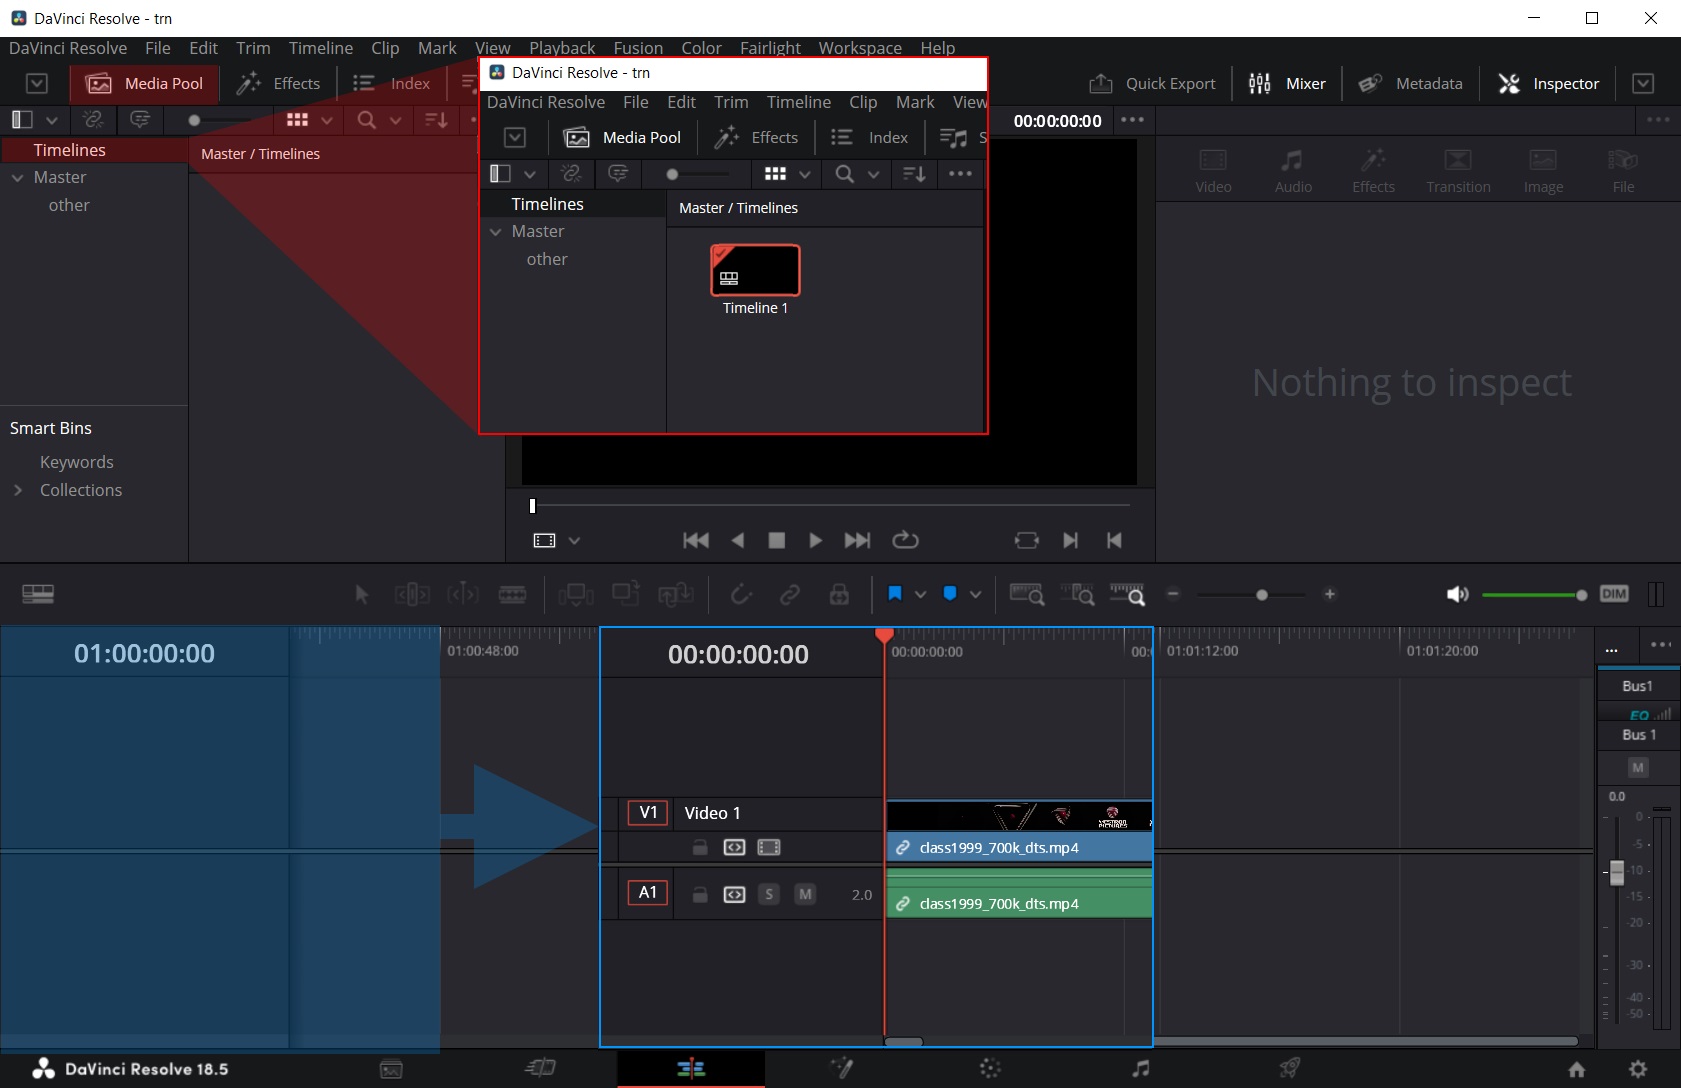 DaVinci Resolve - trn
DaVinci Resolve File Edit Trim Timeline Clip Mark View Playback Fusion Color Fairlight Workspace Help
Media Pool Effects Index
Quick Export Mixer Metadata Inspector
00:00:00:00
Timelines
Master / Timelines
Master
other
Smart Bins
Keywords
Collections
DaVinci Resolve - trn
DaVinci Resolve File Edit Trim Timeline Clip Mark View
Media Pool Effects Index S
Timelines
Master / Timelines
Master
other
Timeline 1
Video Audio Effects Transition Image File
Nothing to inspect
DIM
01:00:00:00
01:00:48:00
00:00:00:00
00:00:00:00
00:
01:01:12:00
01:01:20:00
V1 Video 1
class1999_700k_dts.mp4
A1 S M 2.0
class1999_700k_dts.mp4
VESTRON
PICTURES
Bus1
EQ
Bus 1
M
0.0
0
-5
-10
-15
-20
-30
-40
-50
DaVinci Resolve 18.5